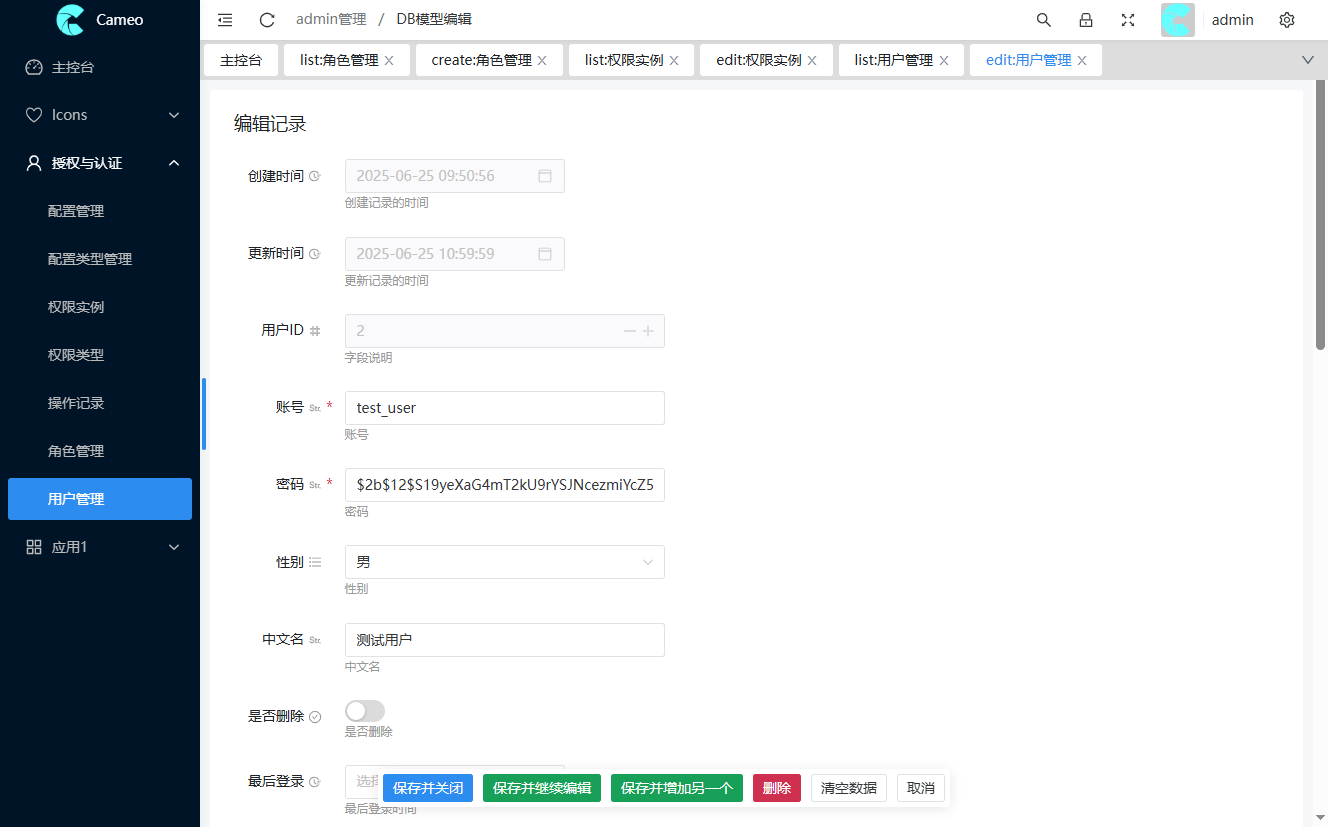 Cameo
admin管理 / DB模型编辑
admin
主控台
list:角色管理
create:角色管理
list:权限实例
edit:权限实例
list:用户管理
edit:用户管理
主控台
Icons
授权与认证
配置管理
配置类型管理
权限实例
权限类型
操作记录
角色管理
用户管理
应用1
编辑记录
创建时间
2025-06-25 09:50:56
创建记录的时间
更新时间
2025-06-25 10:59:59
更新记录的时间
用户ID #
2
字段说明
账号 Str. *
test_user
账号
密码 Str. *
$2b$12$S19yeXaG4mT2kU9rYSJNcezmiYcZ5
密码
性别
男
性别
中文名 Str.
测试用户
中文名
是否删除
是否删除
最后登录
选择
最后登录时间
保存并关闭
保存并继续编辑
保存并增加另一个
删除
清空数据
取消